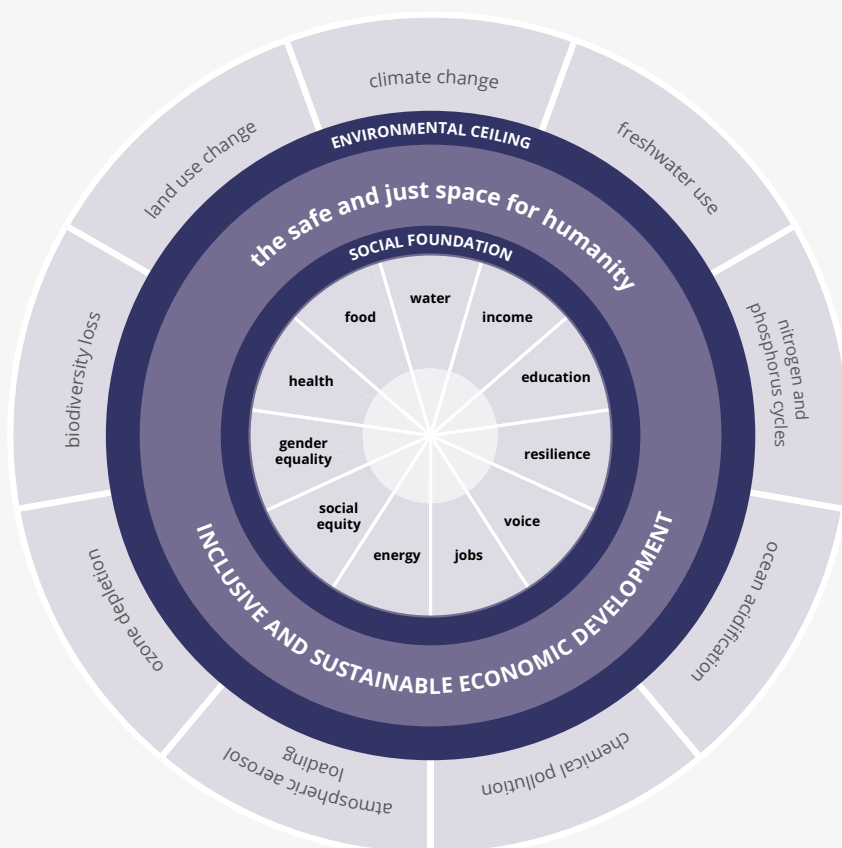 climate change
freshwater use
nitrogen and
phosphorus cycles
ocean acidification
chemical pollution
atmospheric aerosol
loading
ozone depletion
biodiversity loss
land use change
ENVIRONMENTAL CEILING
the safe and just space for humanity
SOCIAL FOUNDATION
water
income
education
resilience
voice
jobs
energy
social
equity
gender
equality
health
food
INCLUSIVE AND SUSTAINABLE ECONOMIC DEVELOPMENT